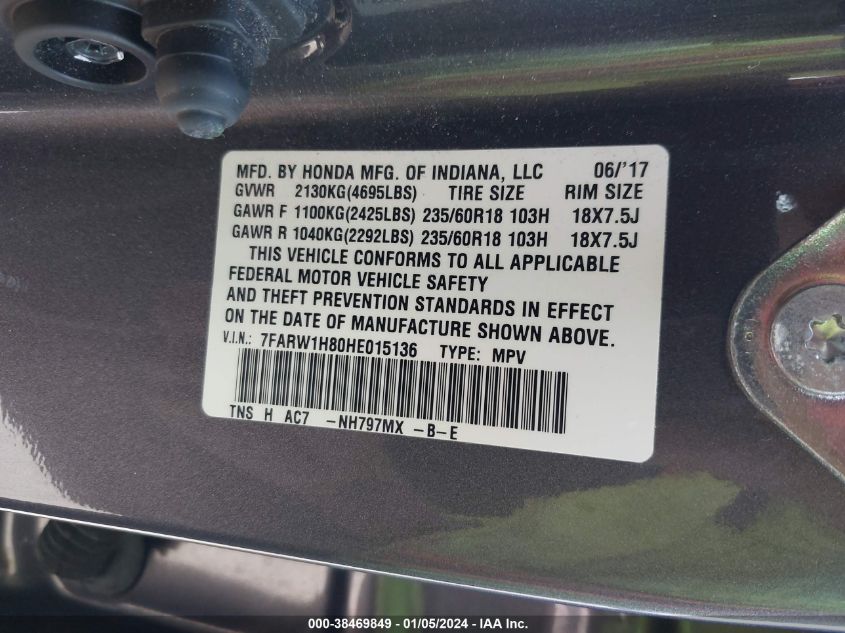 MFD. BY HONDA MFG. OF INDIANA, LLC 06/'17
GVWR 2130KG(4695LBS) TIRE SIZE RIM SIZE
GAWR F 1100KG(2425LBS) 235/60R18 103H 18X7.5J
GAWR R 1040KG(2292LBS) 235/60R18 103H 18X7.5J
THIS VEHICLE CONFORMS TO ALL APPLICABLE
FEDERAL MOTOR VEHICLE SAFETY
AND THEFT PREVENTION STANDARDS IN EFFECT
ON THE DATE OF MANUFACTURE SHOWN ABOVE.
V.I.N.: 7FARW1H80HE015136 TYPE: MPV
TNS H AC7 -NH797MX -B-E
000-38469849 - 01/05/2024 - IAA Inc.